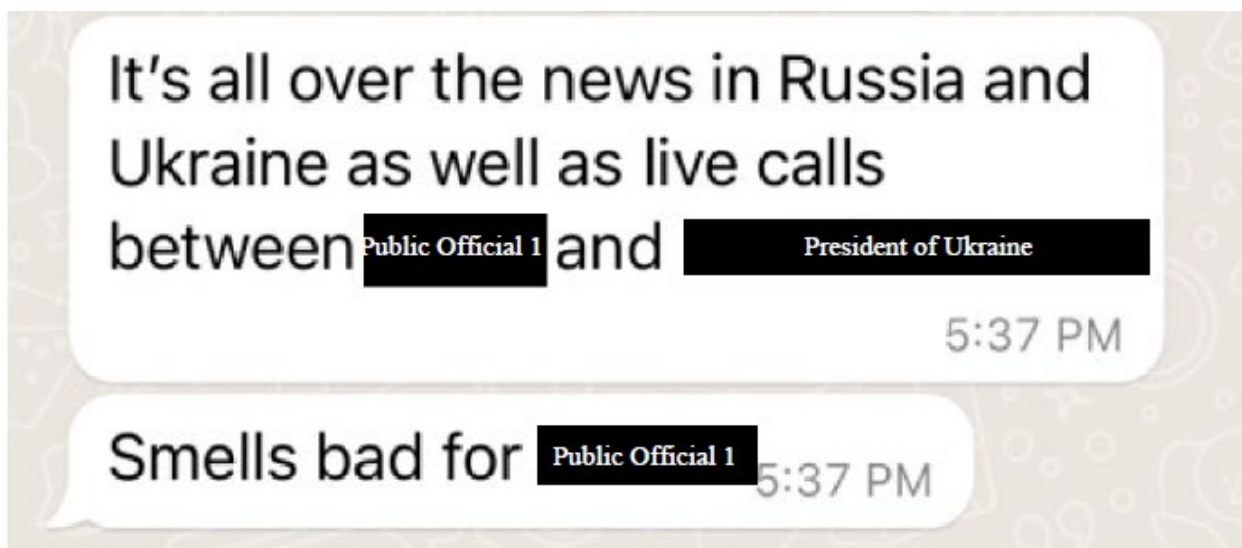 It's all over the news in Russia and
Ukraine as well as live calls
between Public Official 1 and President of Ukraine
5:37 PM
Smells bad for Public Official 1 5:37 PM